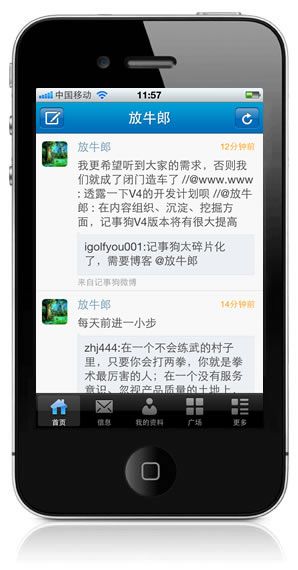 中国移动 11:57
放牛郎
放牛郎 12分钟前
我更希望听到大家的需求，否则我
们就成了闭门造车了 //@www.www
: 透露一下V4的开发计划呗 //@放牛
郎 : 在内容组织、沉淀、挖掘方
面，记事狗V4版本将有很大提高
igolfyou001:记事狗太碎片化
了，需要博客 @放牛郎
来自记事狗微博
放牛郎 14分钟前
每天前进一小步
zhj444:在一个不会练武的村子
里，只要你会打两拳，你就是拳
术最厉害的人；在一个没有服务
意识、忽视产品质量的土地上，
首页 信息 我的资料 广场 更多